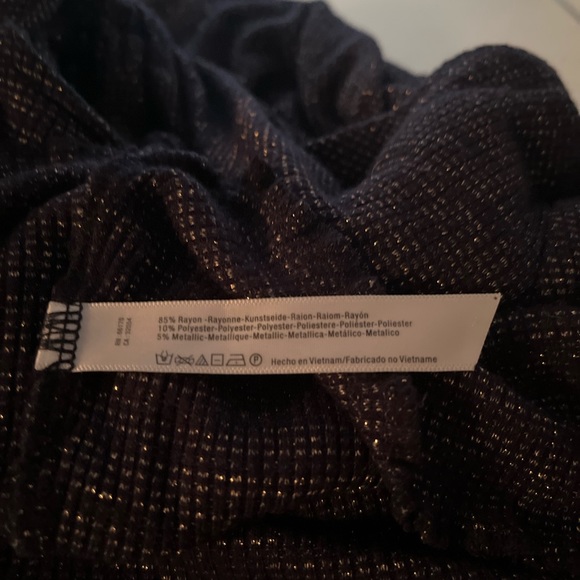 85% Rayon -Rayonne-Kunstseide-Raion-Raiom-Rayón
10% Polyester-Polyester-Polyester-Poliestere-Poliéster-Poliester
5% Metallic-Metallique-Metallic-Metallica-Metálico-Metalico
Hecho en Vietnam/Fabricado no Vietname